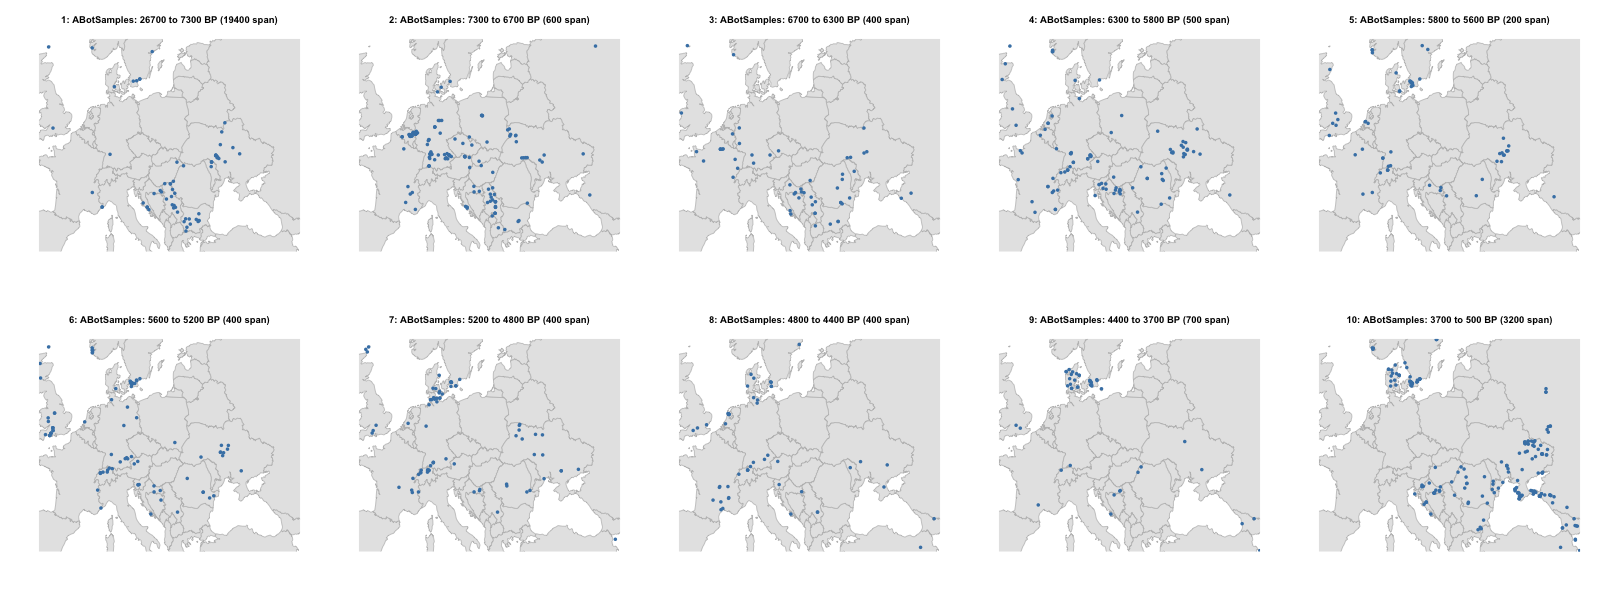 1: ABotSamples: 26700 to 7300 BP (19400 span)
2: ABotSamples: 7300 to 6700 BP (600 span)
3: ABotSamples: 6700 to 6300 BP (400 span)
4: ABotSamples: 6300 to 5800 BP (500 span)
5: ABotSamples: 5800 to 5600 BP (200 span)
6: ABotSamples: 5600 to 5200 BP (400 span)
7: ABotSamples: 5200 to 4800 BP (400 span)
8: ABotSamples: 4800 to 4400 BP (400 span)
9: ABotSamples: 4400 to 3700 BP (700 span)
10: ABotSamples: 3700 to 500 BP (3200 span)